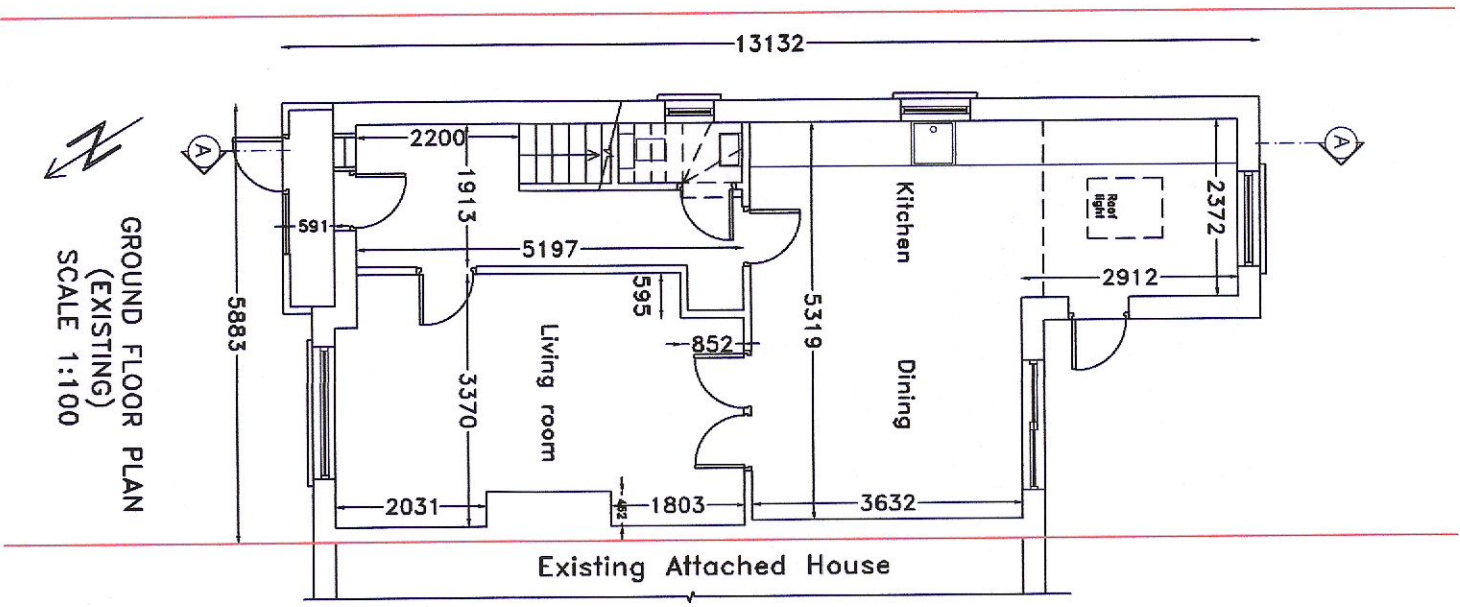 13132
A
A
2200
1913
591
5197
595
852
5883
3370
2031
1803
462
5319
3632
2912
2372
Kitchen
Dining
Living room
Roof
light
N
GROUND FLOOR PLAN
(EXISTING)
SCALE 1:100
Existing Attached House